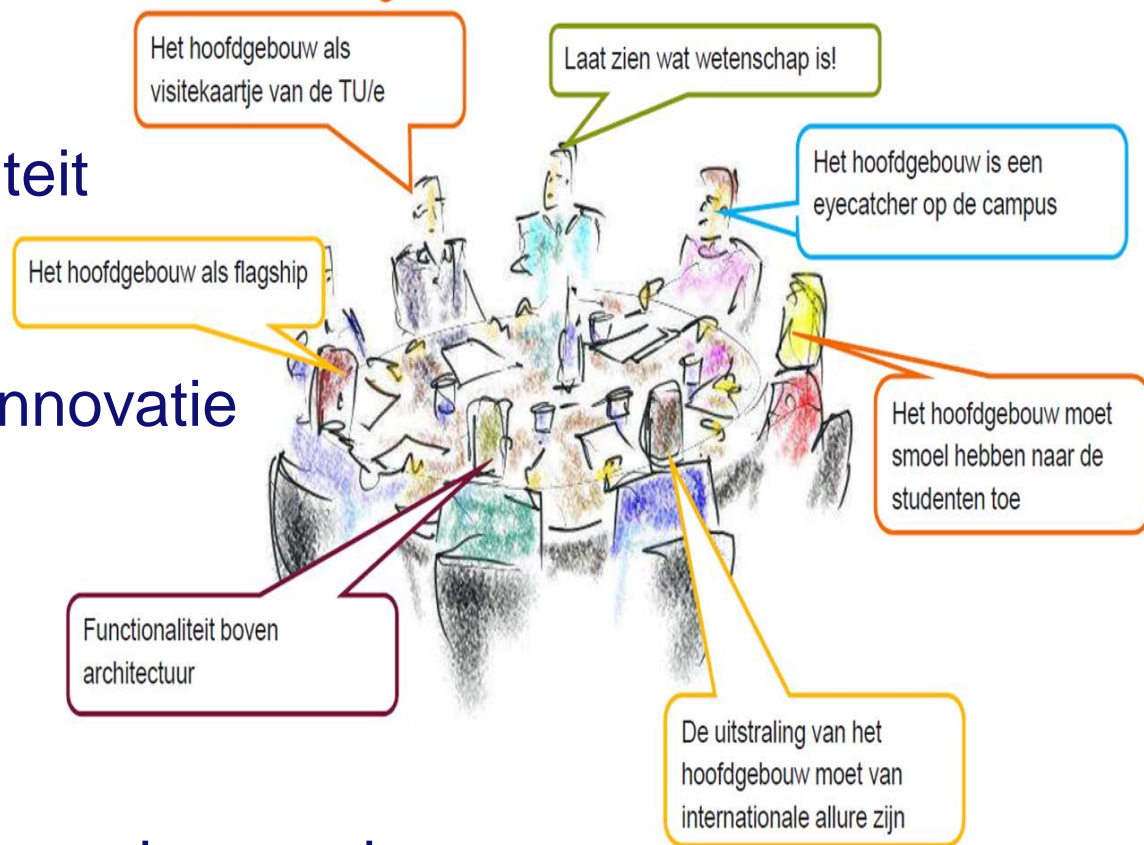 Het hoofdgebouw als
visitekaartje van de TU/e
Laat zien wat wetenschap is!
teit
Het hoofdgebouw is een
eyecatcher op de campus
Het hoofdgebouw als flagship
nnovatie
Het hoofdgebouw moet
smoel hebben naar de
studenten toe
Functionaliteit boven
architectuur
De uitstraling van het
hoofdgebouw moet van
internationale allure zijn